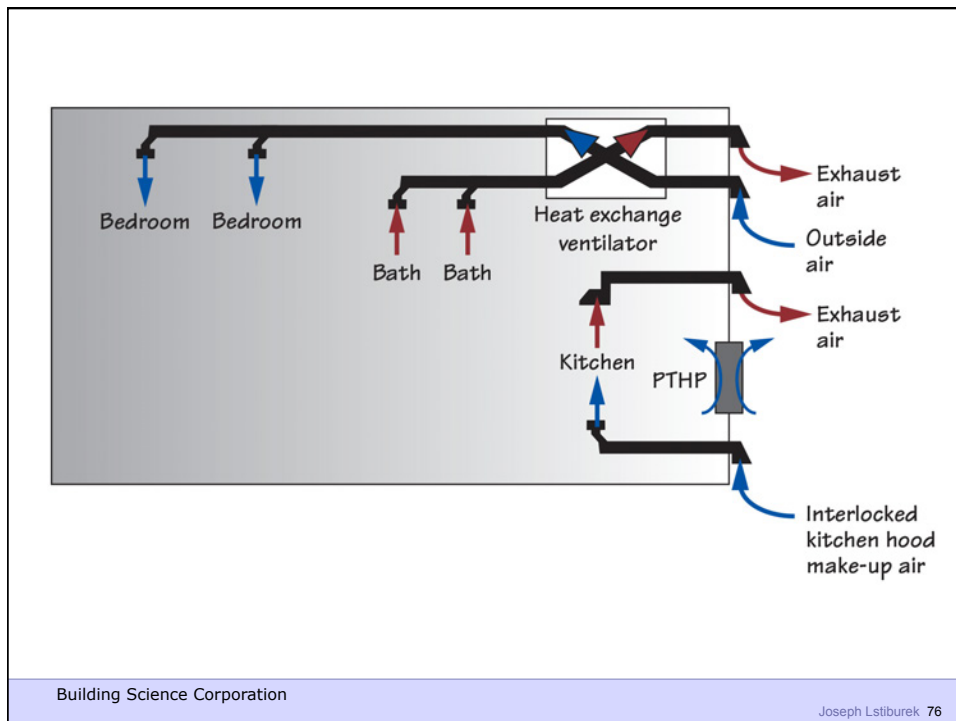 Bedroom
Bedroom
Bath
Bath
Heat exchange
ventilator
Exhaust
air
Outside
air
Exhaust
air
Kitchen
PTHP
Interlocked
kitchen hood
make-up air
Building Science Corporation
Joseph Lstiburek 76